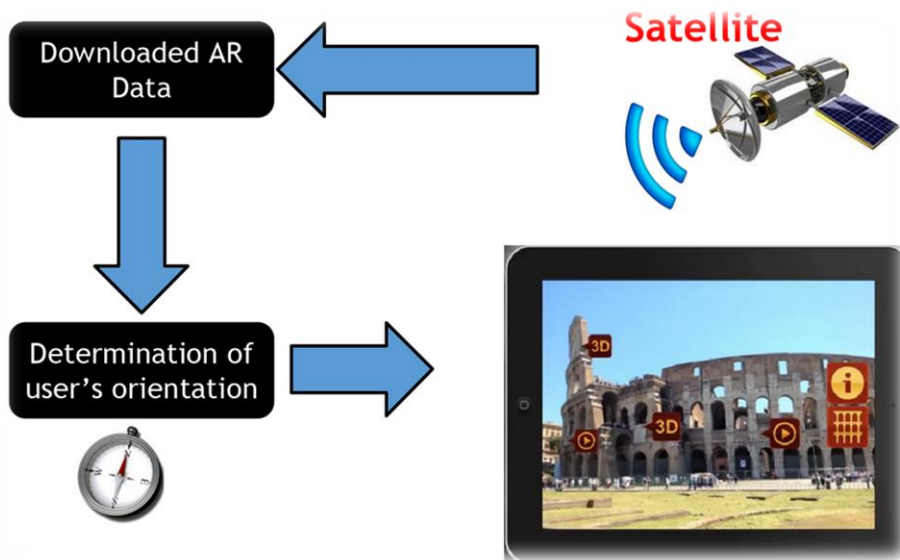 Satellite
Downloaded AR
Data
Determination of
user's orientation
3D
3D
i
N
W
E
S